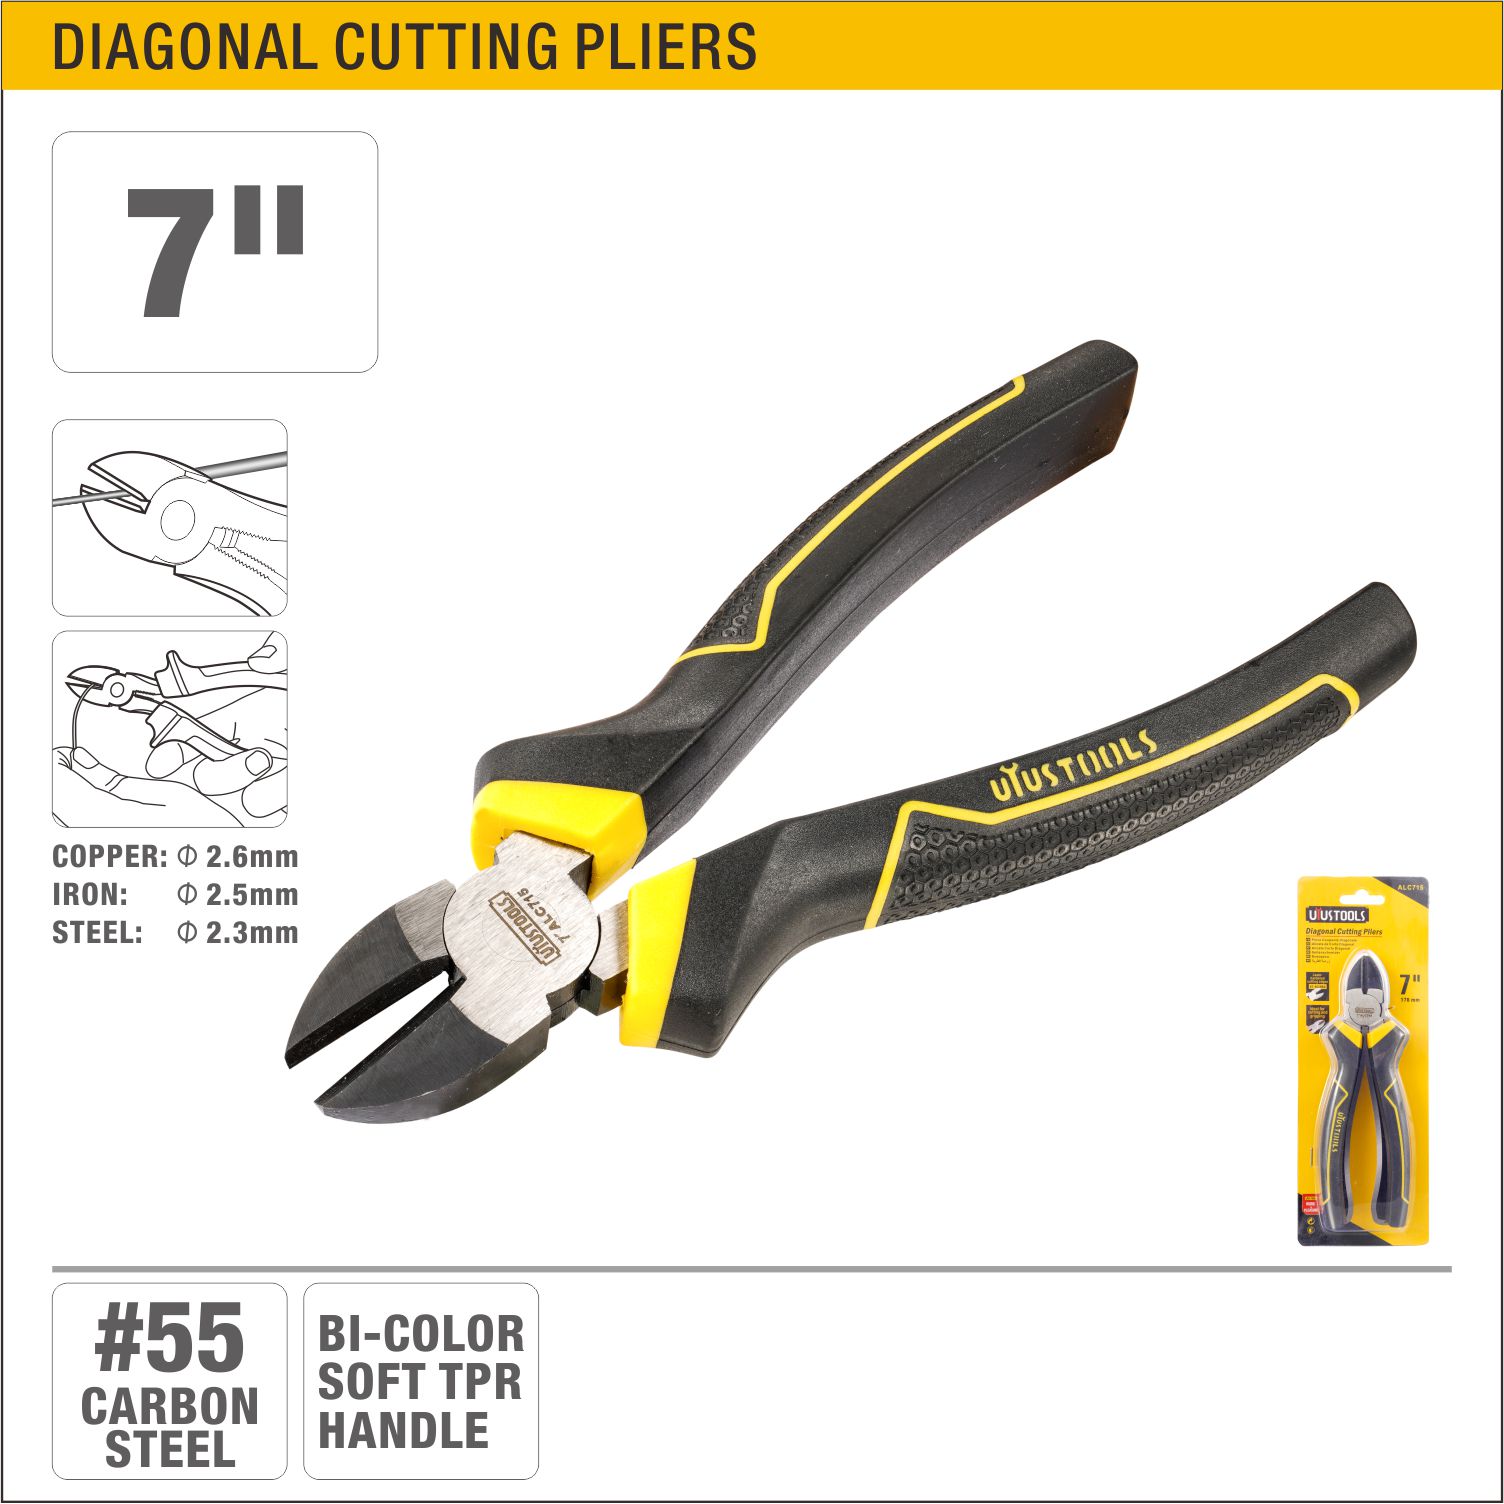 DIAGONAL CUTTING PLIERS
7"
COPPER: Φ 2.6mm
IRON: Φ 2.5mm
STEEL: Φ 2.3mm
UYUSTOOLS
UYUSTOOLS
7" ALC715
ALC715
UYUSTOOLS
Diagonal Cutting Pliers
7"
178 mm
UYUSTOOLS
#55
CARBON
STEEL
BI-COLOR
SOFT TPR
HANDLE